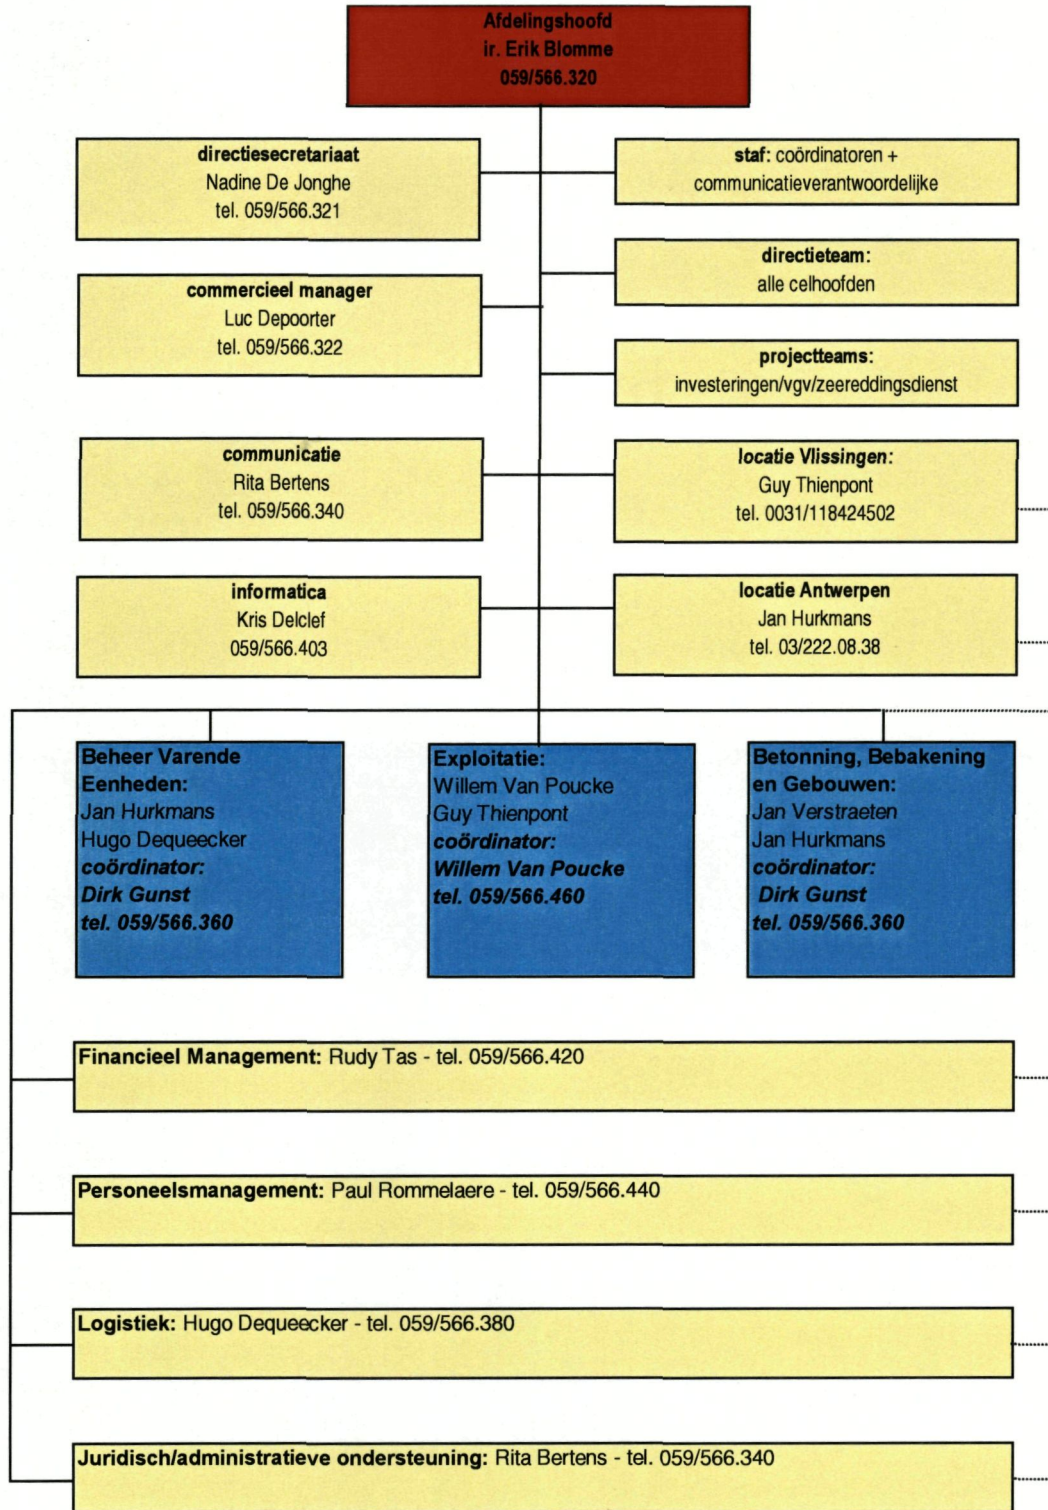 Afdelingshoofd
ir. Erik Blomme
059/566.320
directiesecretariaat
Nadine De Jonghe
tel. 059/566.321
staf: coördinatoren +
communicatieverantwoordelijke
directieteam:
alle celhoofden
commercieel manager
Luc Depoorter
tel. 059/566.322
projectteams:
investeringen/vgv/zeereddingsdienst
communicatie
Rita Bertens
tel. 059/566.340
locatie Vlissingen:
Guy Thienpont
tel. 0031/118424502
informatica
Kris Delclef
059/566.403
locatie Antwerpen
Jan Hurkmans
tel. 03/222.08.38
Beheer Varende
Eenheden:
Jan Hurkmans
Hugo Dequeecker
coördinator:
Dirk Gunst
tel. 059/566.360
Exploitatie:
Willem Van Poucke
Guy Thienpont
coördinator:
Willem Van Poucke
tel. 059/566.460
Betonning, Bebakening
en Gebouwen:
Jan Verstraeten
Jan Hurkmans
coördinator:
Dirk Gunst
tel. 059/566.360
Financieel Management: Rudy Tas - tel. 059/566.420
Personeelsmanagement: Paul Rommelaere - tel. 059/566.440
Logistiek: Hugo Dequeecker - tel. 059/566.380
Juridisch/administratieve ondersteuning: Rita Bertens - tel. 059/566.340